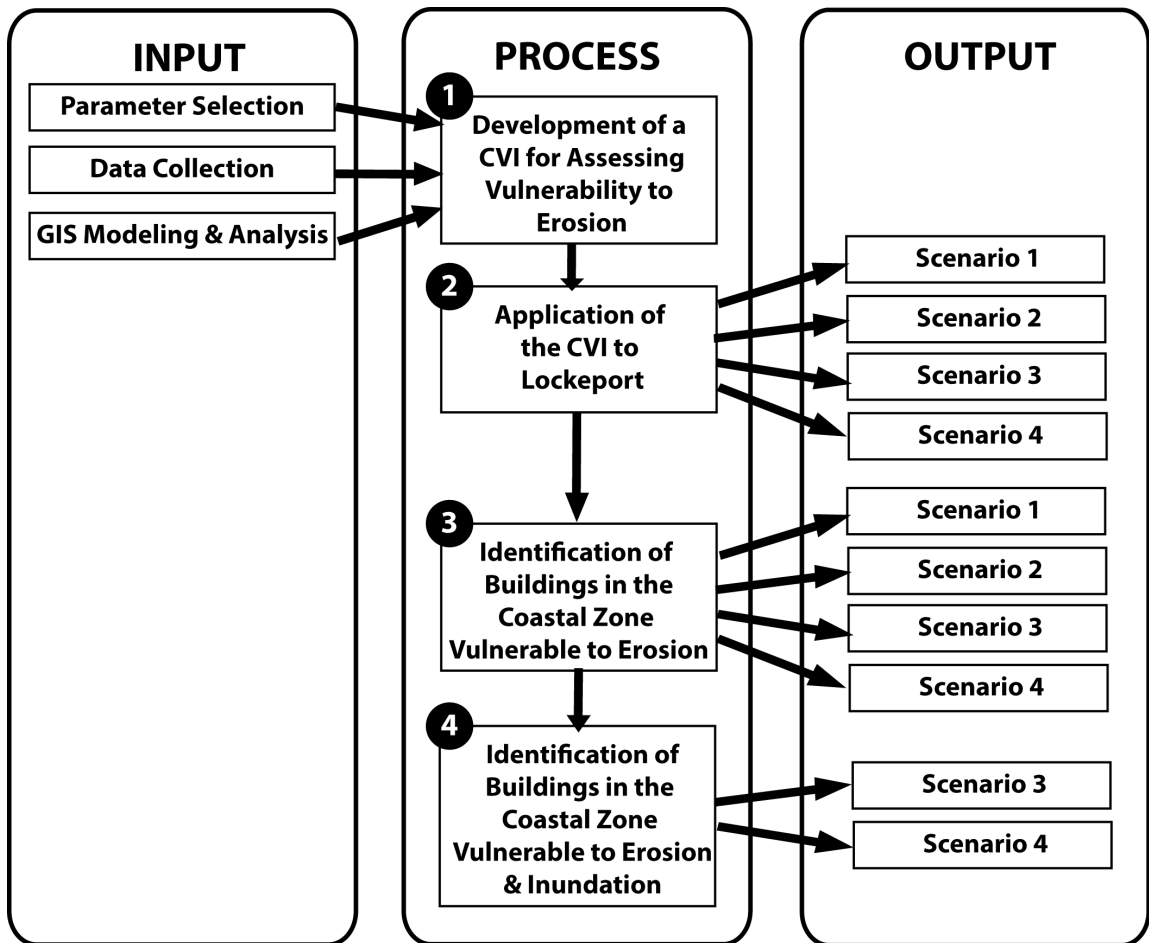 INPUT
Parameter Selection
Data Collection
GIS Modeling & Analysis
PROCESS
1
Development of a
CVI for Assessing
Vulnerability to
Erosion
2
Application of
the CVI to
Lockeport
3
Identification of
Buildings in the
Coastal Zone
Vulnerable to Erosion
4
Identification of
Buildings in the
Coastal Zone
Vulnerable to Erosion
& Inundation
OUTPUT
Scenario 1
Scenario 2
Scenario 3
Scenario 4
Scenario 1
Scenario 2
Scenario 3
Scenario 4
Scenario 3
Scenario 4